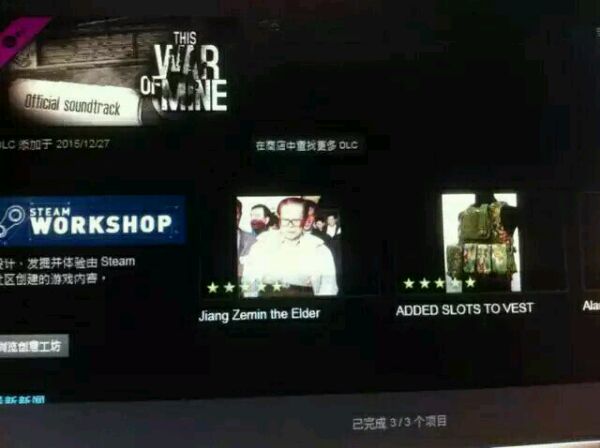 THIS
WAR
OF MINE
Official soundtrack
DLC 添加于 2015/12/27
在商店中查找更多 DLC
STEAM
WORKSHOP
设计、发掘并体验由 Steam
社区创建的游戏内容。
Jiang Zemin the Elder
ADDED SLOTS TO VEST
浏览创意工坊
最新新闻
已完成 3/3 个项目